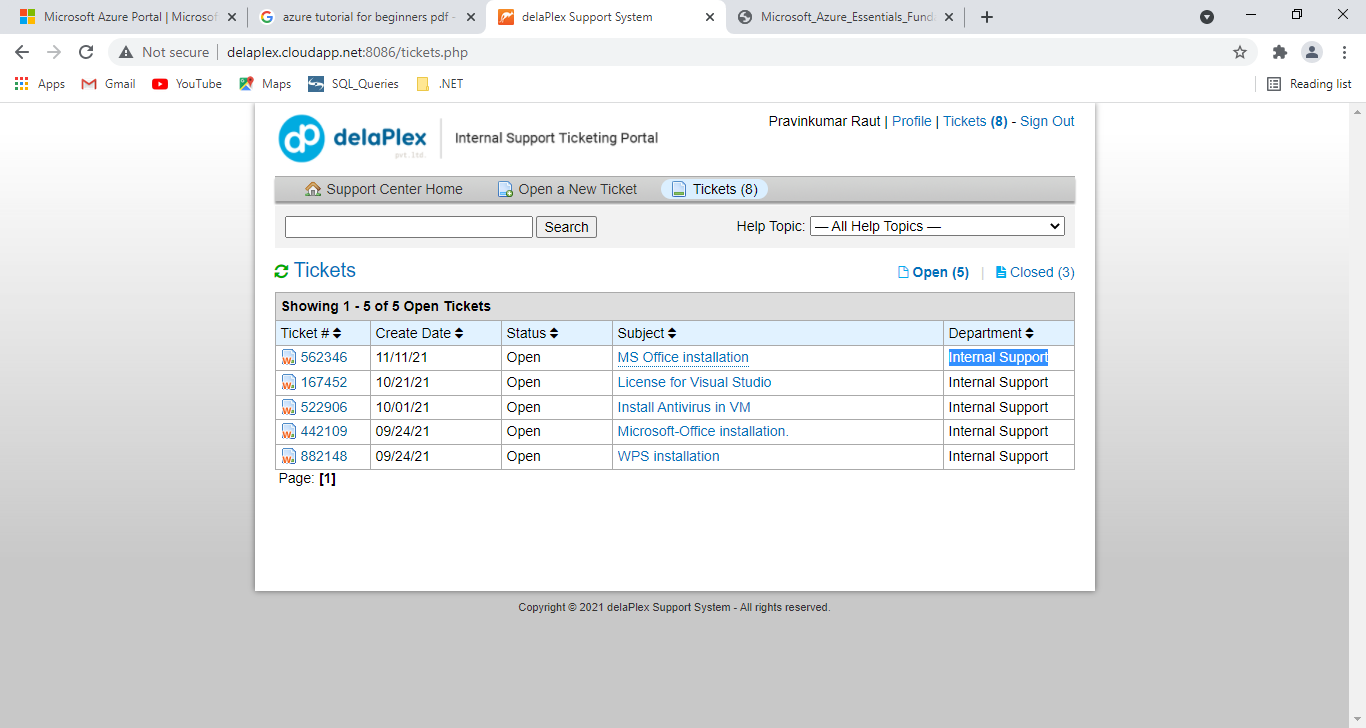 Microsoft Azure Portal | Microsof
azure tutorial for beginners pdf -
delaPlex Support System
Microsoft_Azure_Essentials_Fund
Not secure
delaplex.cloudapp.net:8086/tickets.php
Apps
Gmail
YouTube
Maps
SQL_Queries
.NET
Reading list
dp delaPlex
pvt. ltd.
Internal Support Ticketing Portal
Pravinkumar Raut | Profile | Tickets (8) - Sign Out
Support Center Home
Open a New Ticket
Tickets (8)
Search
Help Topic: — All Help Topics —
Tickets
Open (5) | Closed (3)
Showing 1 - 5 of 5 Open Tickets
Ticket # Create Date Status Subject Department
562346 11/11/21 Open MS Office installation Internal Support
167452 10/21/21 Open License for Visual Studio Internal Support
522906 10/01/21 Open Install Antivirus in VM Internal Support
442109 09/24/21 Open Microsoft-Office installation. Internal Support
882148 09/24/21 Open WPS installation Internal Support
Page: [1]
Copyright © 2021 delaPlex Support System - All rights reserved.